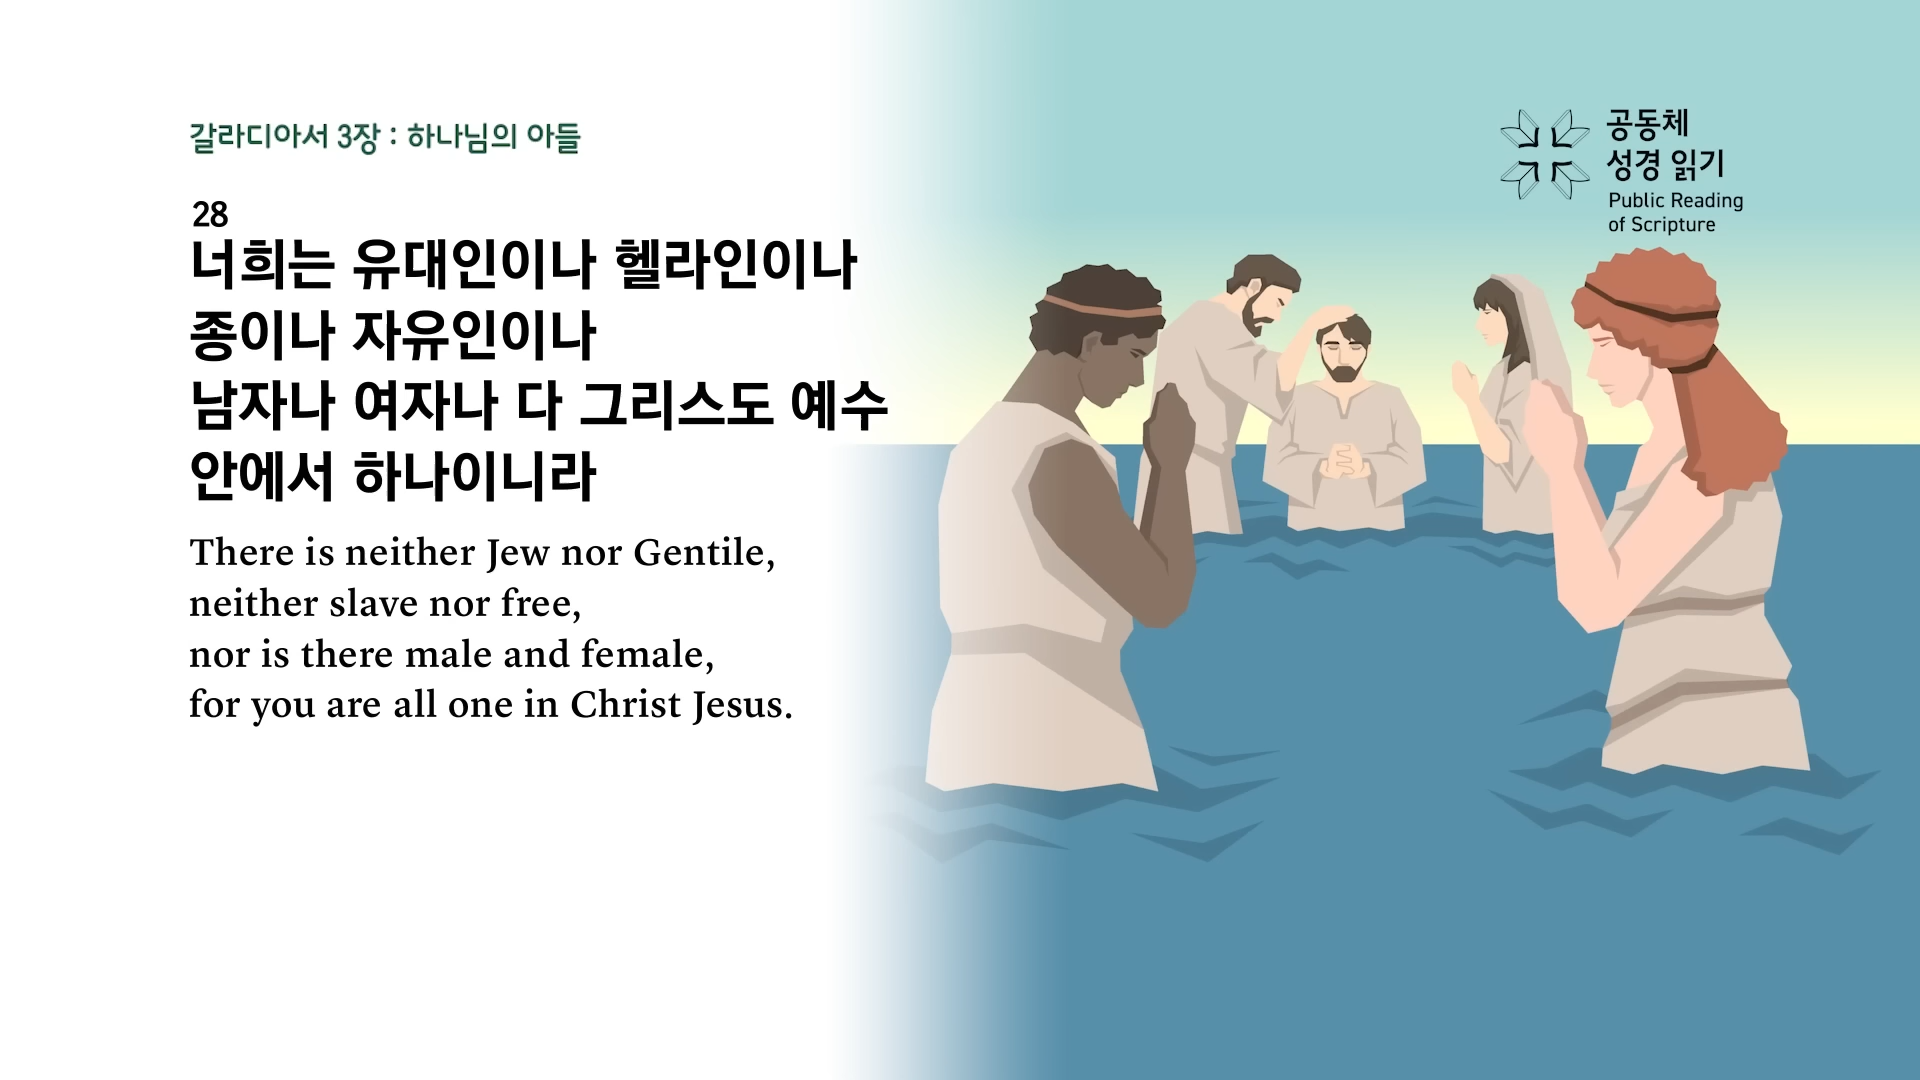 갈라디아서 3장 : 하나님의 아들
28
너희는 유대인이나 헬라인이나
종이나 자유인이나
남자나 여자나 다 그리스도 예수
안에서 하나이니라
There is neither Jew nor Gentile,
neither slave nor free,
nor is there male and female,
for you are all one in Christ Jesus.
공동체
성경 읽기
Public Reading
of Scripture